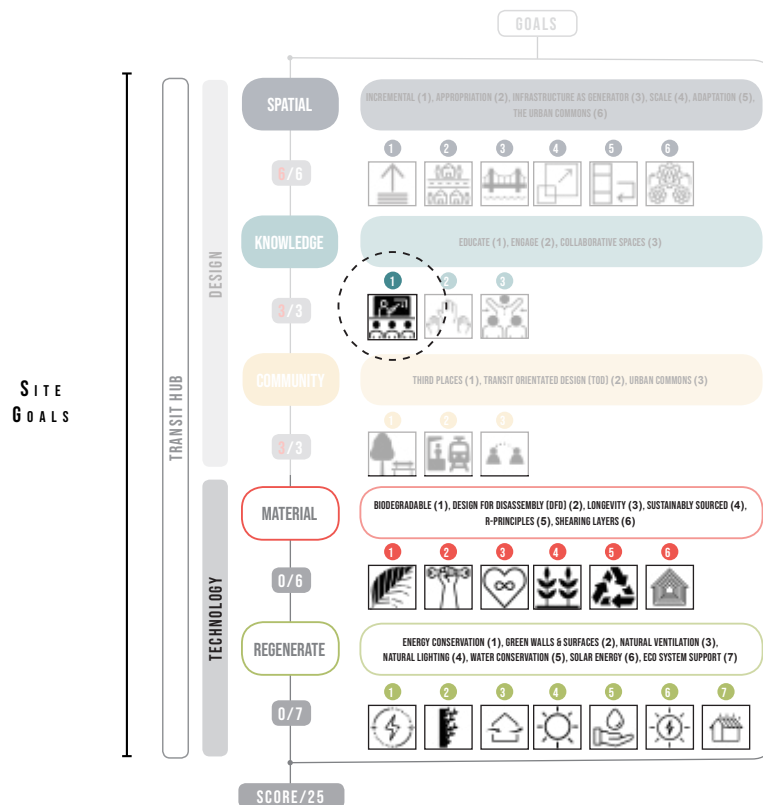 GOALS
SPATIAL
INCREMENTAL (1), APPROPRIATION (2), INFRASTRUCTURE AS GENERATOR (3), SCALE (4), ADAPTATION (5),
THE URBAN COMMONS (6)
1 2 3 4 5 6
6/6
KNOWLEDGE
EDUCATE (1), ENGAGE (2), COLLABORATIVE SPACES (3)
1 2 3
3/3
DESIGN
COMMUNITY
THIRD PLACES (1), TRANSIT ORIENTATED DESIGN (TOD) (2), URBAN COMMONS (3)
1 2 3
3/3
SITE
GOALS
TRANSIT HUB
MATERIAL
BIODEGRADABLE (1), DESIGN FOR DISASSEMBLY (DFD) (2), LONGEVITY (3), SUSTAINABLY SOURCED (4),
R-PRINCIPLES (5), SHEARING LAYERS (6)
1 2 3 4 5 6
0/6
TECHNOLOGY
REGENERATE
ENERGY CONSERVATION (1), GREEN WALLS & SURFACES (2), NATURAL VENTILATION (3),
NATURAL LIGHTING (4), WATER CONSERVATION (5), SOLAR ENERGY (6), ECO SYSTEM SUPPORT (7)
1 2 3 4 5 6 7
0/7
SCORE/25